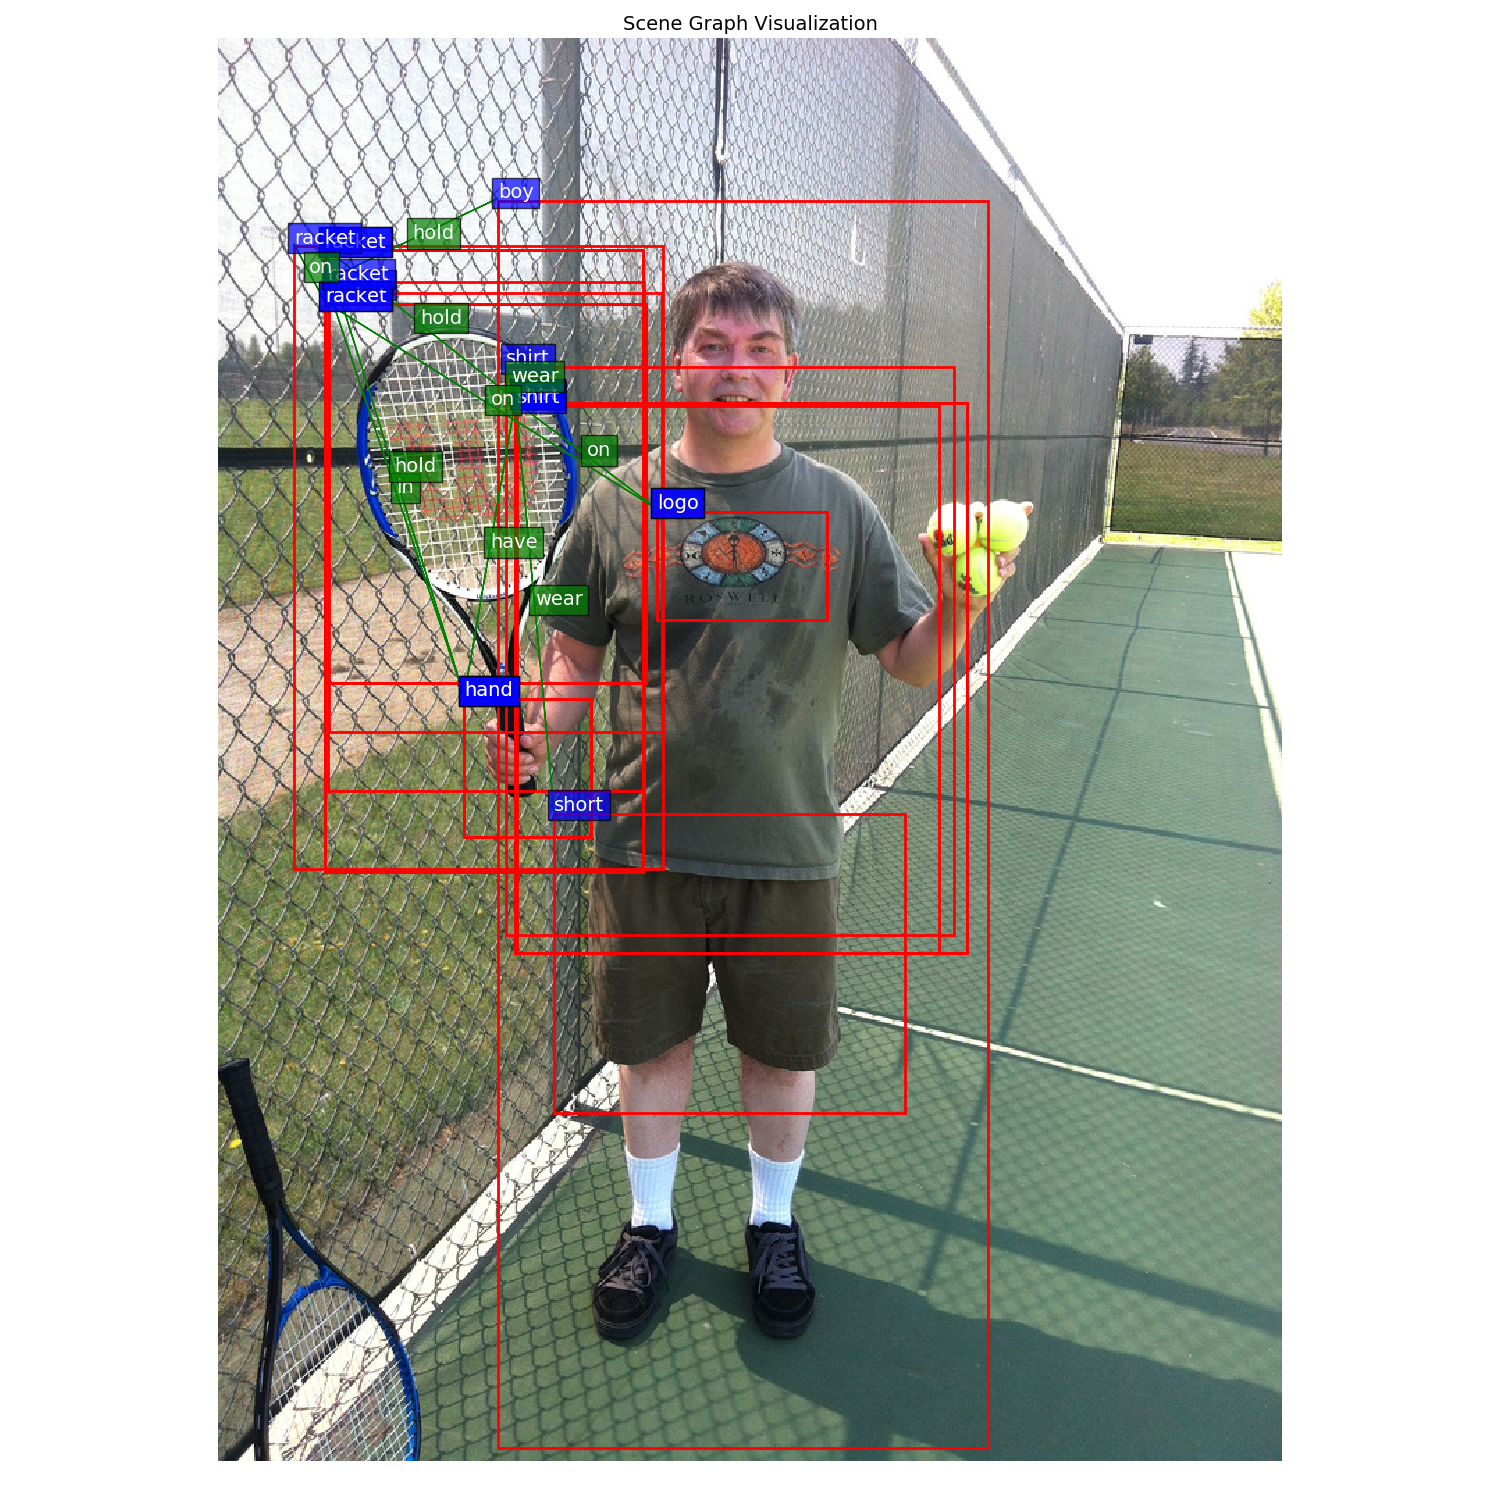 Scene Graph Visualization
boy
hold
racket
racket
on
racket
racket
hold
shirt
wear
on
shirt
on
hold
in
logo
have
ROSWELL
wear
hand
short